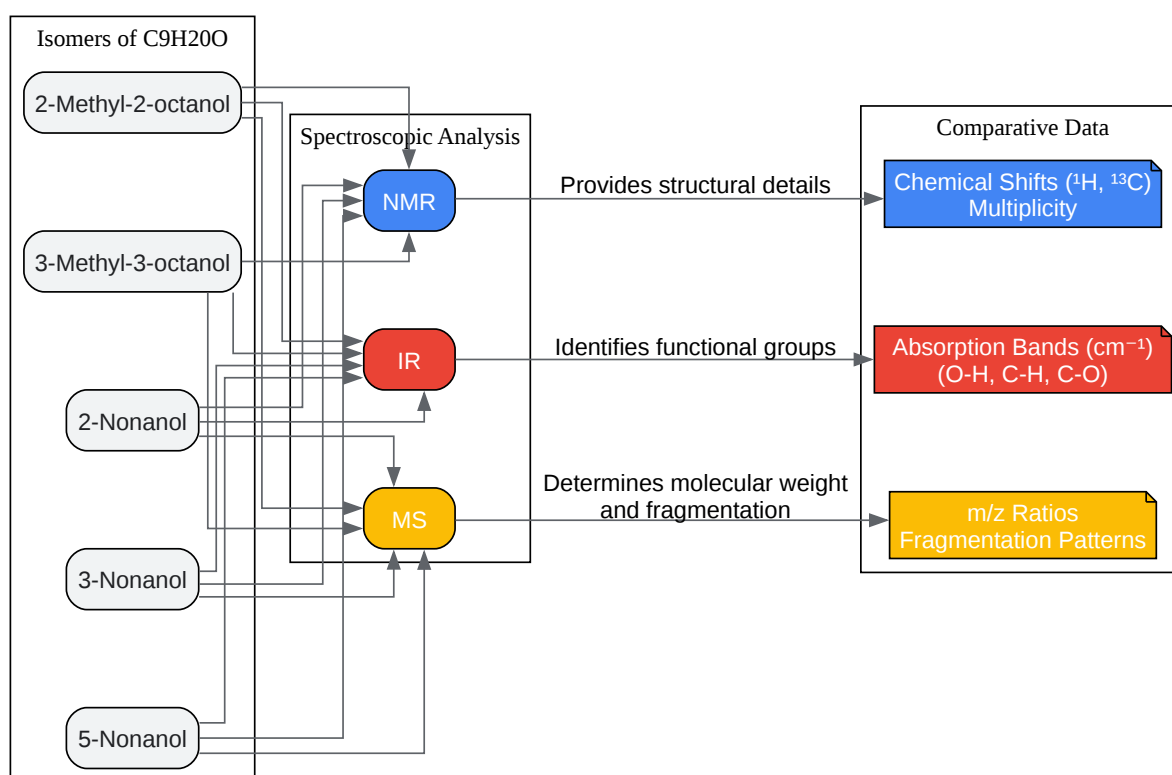 Isomers of C9H20O
2-Methyl-2-octanol
3-Methyl-3-octanol
2-Nonanol
3-Nonanol
5-Nonanol
Spectroscopic Analysis
NMR
IR
MS
Provides structural details
Identifies functional groups
Determines molecular weight
and fragmentation
Comparative Data
Chemical Shifts (¹H, ¹³C)
Multiplicity
Absorption Bands (cm⁻¹)
(O-H, C-H, C-O)
m/z Ratios
Fragmentation Patterns